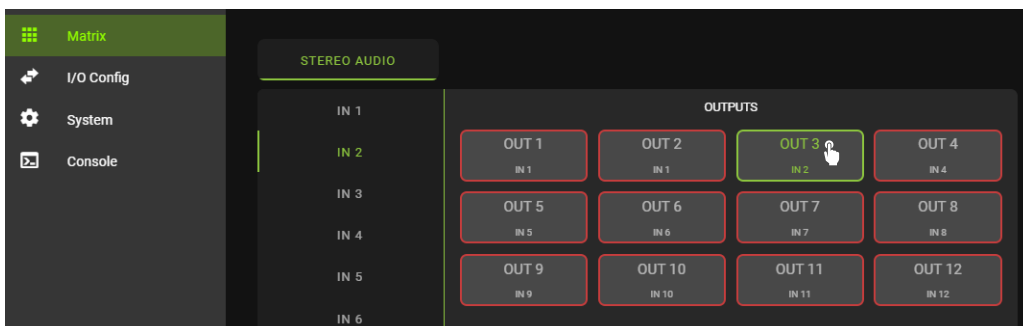 Matrix
I/O Config
System
Console
STEREO AUDIO
IN 1
IN 2
IN 3
IN 4
IN 5
IN 6
OUTPUTS
OUT 1
IN 1
OUT 2
IN 1
OUT 3
IN 2
OUT 4
IN 4
OUT 5
IN 5
OUT 6
IN 6
OUT 7
IN 7
OUT 8
IN 8
OUT 9
IN 9
OUT 10
IN 10
OUT 11
IN 11
OUT 12
IN 12